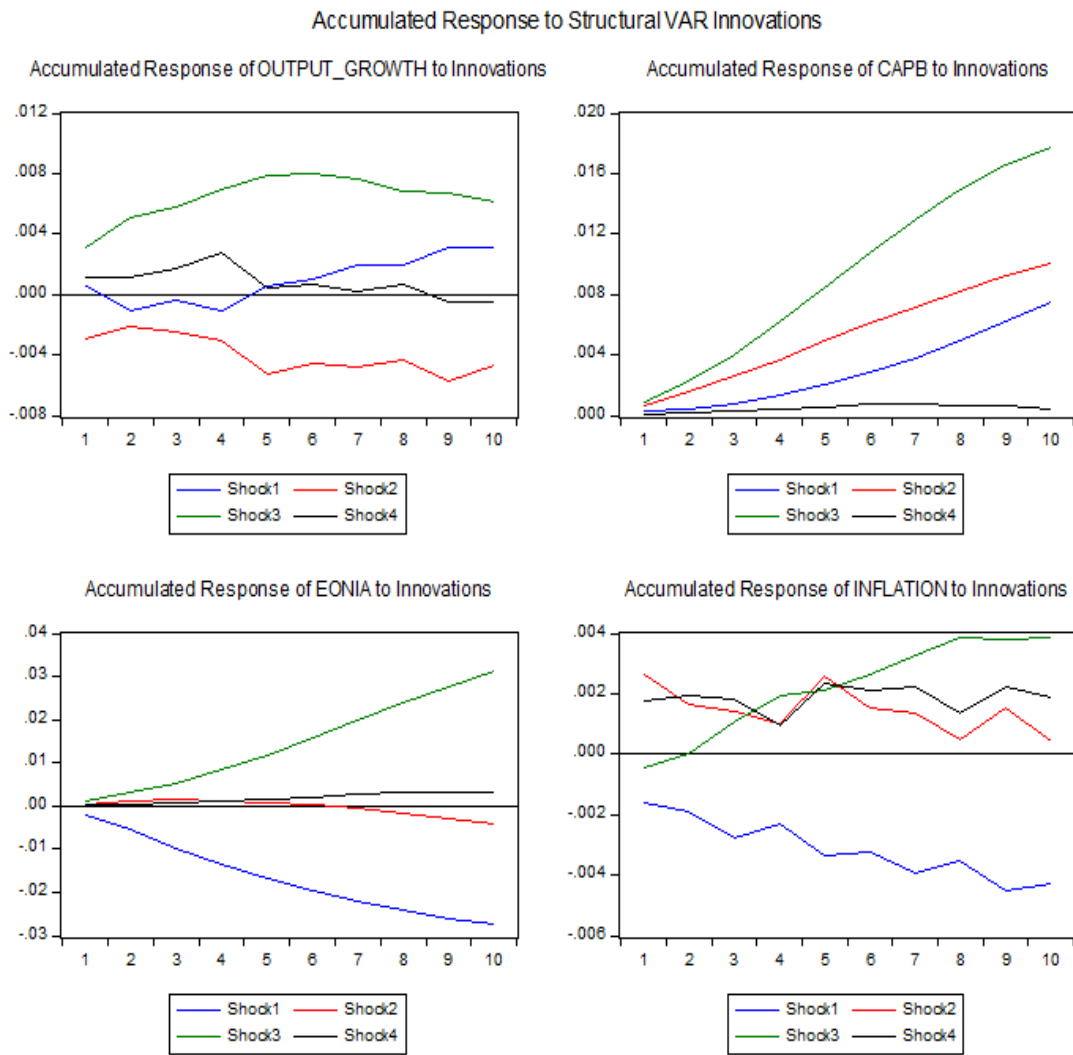 Accumulated Response to Structural VAR Innovations
Accumulated Response of OUTPUT_GROWTH to Innovations
.012
.008
.004
.000
-.004
-.008
1 2 3 4 5 6 7 8 9 10
Shock1 Shock2
Shock3 Shock4
Accumulated Response of CAPB to Innovations
.020
.016
.012
.008
.004
.000
1 2 3 4 5 6 7 8 9 10
Shock1 Shock2
Shock3 Shock4
Accumulated Response of EONIA to Innovations
.04
.03
.02
.01
.00
-.01
-.02
-.03
1 2 3 4 5 6 7 8 9 10
Shock1 Shock2
Shock3 Shock4
Accumulated Response of INFLATION to Innovations
.004
.002
.000
-.002
-.004
-.006
1 2 3 4 5 6 7 8 9 10
Shock1 Shock2
Shock3 Shock4